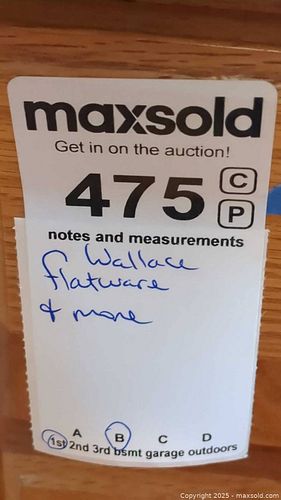 maxsold
Get in on the auction!
475 C
P
notes and measurements
Wallace
flatware
& more
A B C D
1st 2nd 3rd bsmt garage outdoors
Copyright © 2025 - maxsold.com